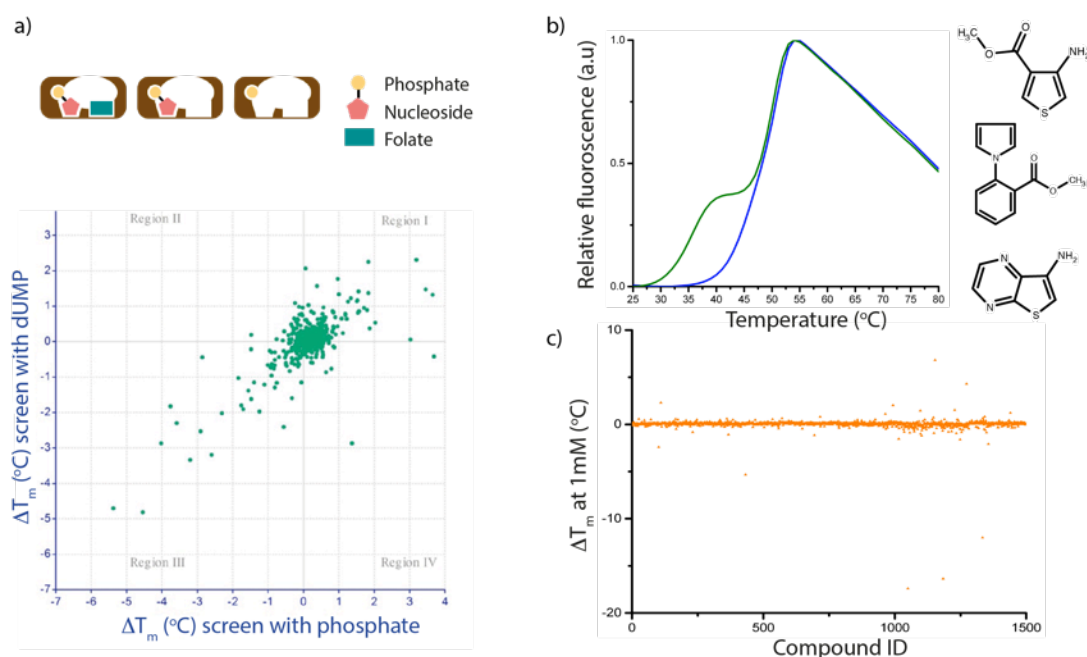 a)
Phosphate
Nucleoside
Folate
Region II
Region I
3
2
1
0
-1
-2
-3
-4
-5
-6
-7
Region III
Region IV
-7 -6 -5 -4 -3 -2 -1 0 1 2 3 4
ΔTm (°C) screen with dUMP
ΔTm (°C) screen with phosphate
b)
Relative fluoroscence (a.u)
1.0
0.5
0.0
25 30 35 40 45 50 55 60 65 70 75 80
Temperature (°C)
O
H3C
O
NH2
S
N
O
O
CH3
N
NH2
N
S
c)
ΔTm at 1mM (°C)
10
0
-10
-20
0 500 1000 1500
Compound ID